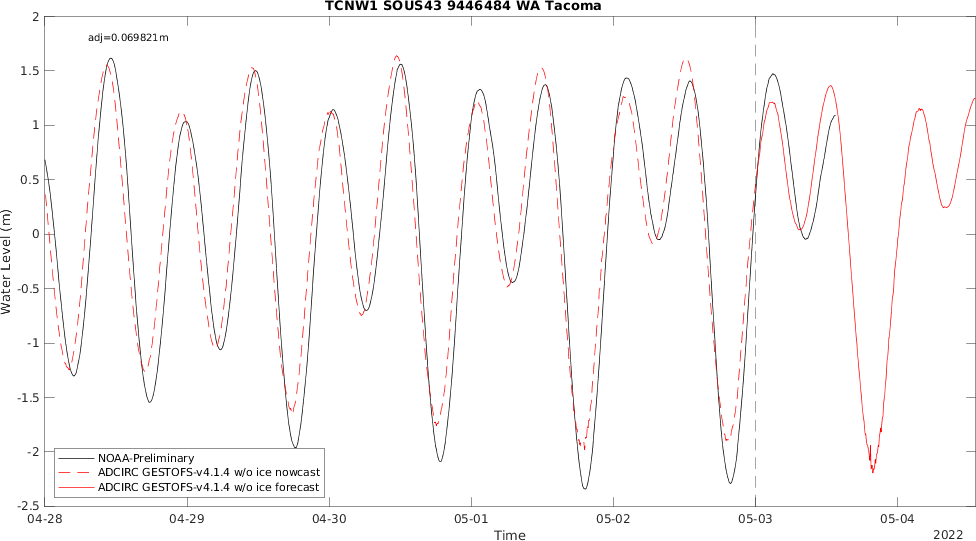 TCNW1 SOUS43 9446484 WA Tacoma
adj=0.069821m
2
1.5
1
0.5
0
-0.5
-1
-1.5
-2
-2.5
Water Level (m)
NOAA-Preliminary
ADCIRC GESTOFS-v4.1.4 w/o ice nowcast
ADCIRC GESTOFS-v4.1.4 w/o ice forecast
04-28 04-29 04-30 05-01 05-02 05-03 05-04
Time
2022